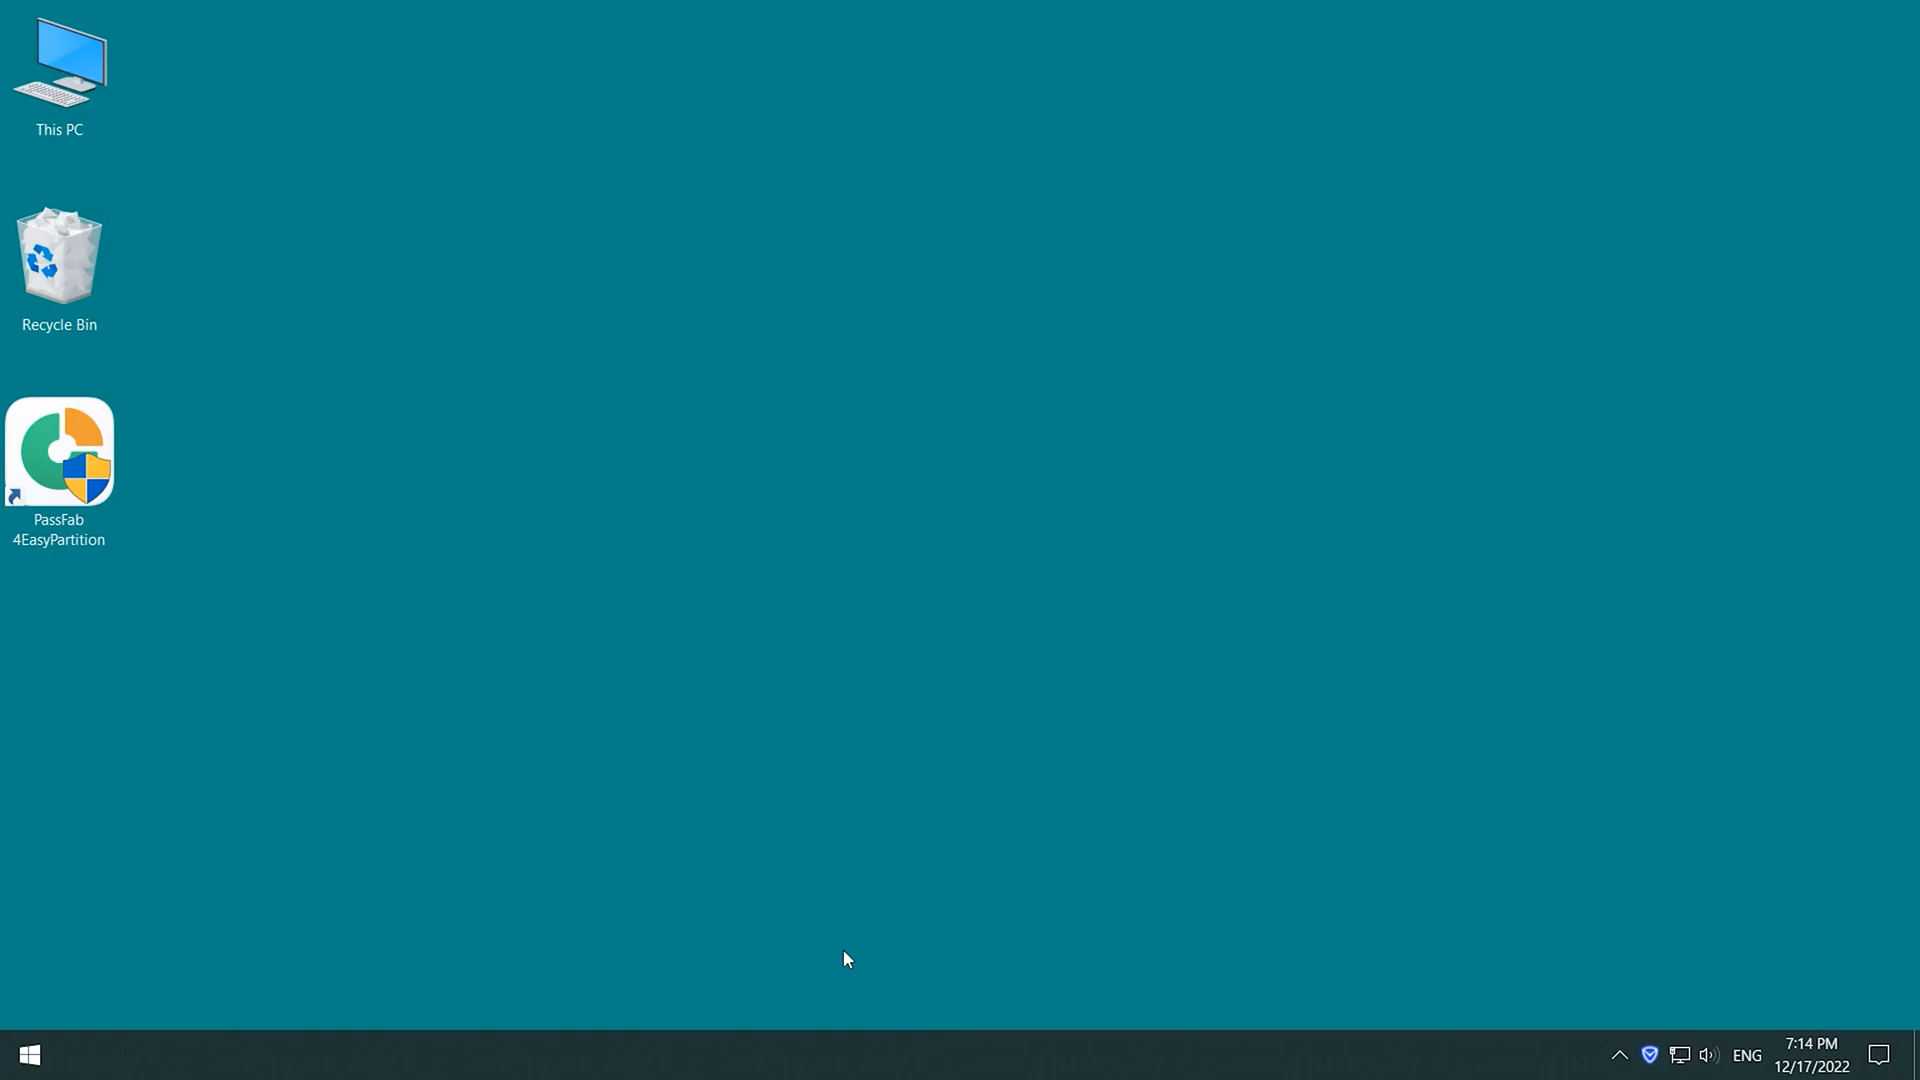 This PC
Recycle Bin
PassFab
4EasyPartition
ENG
7:14 PM
12/17/2022